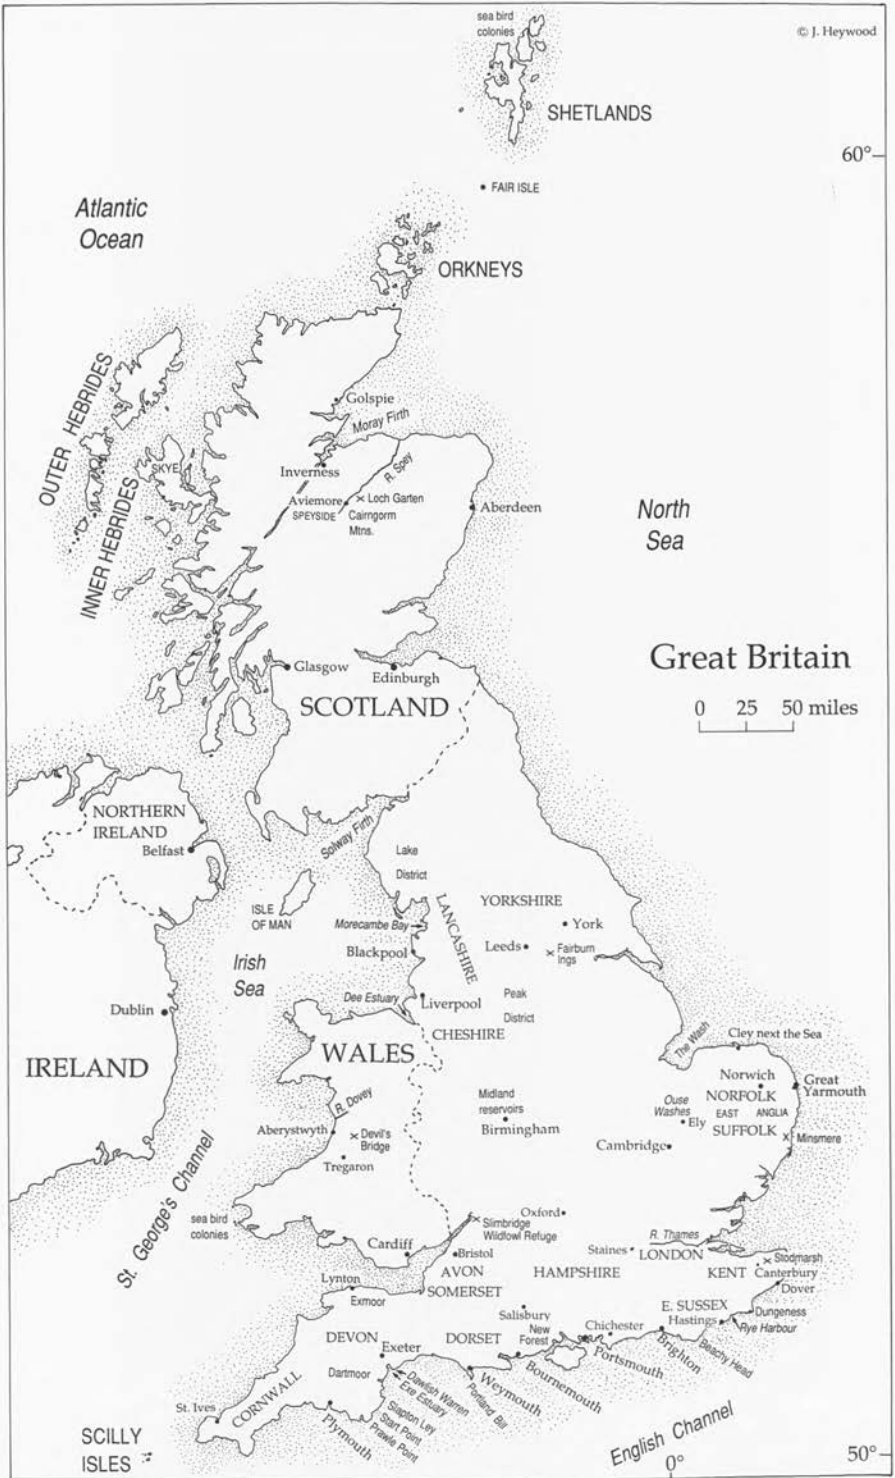 sea bird
colonies
© J. Heywood
SHETLANDS
60°
FAIR ISLE
Atlantic
Ocean
ORKNEYS
OUTER HEBRIDES
Golspie
Moray Firth
SKYE
Inverness
R. Spey
Aviemore
Loch Garten
SPEYSIDE
Cairngorm
Mtns.
Aberdeen
INNER HEBRIDES
North
Sea
Glasgow
Edinburgh
Great Britain
SCOTLAND
0 25 50 miles
NORTHERN
IRELAND
Belfast
Solway Firth
Lake
District
ISLE
OF MAN
LANCASHIRE
YORKSHIRE
York
Morecambe Bay
Leeds
Fairburn
Ings
Blackpool
Irish
Sea
Dee Estuary
Liverpool
Peak
District
Dublin
CHESHIRE
The Wash
Cley next the Sea
IRELAND
WALES
Norwich
Great
Yarmouth
NORFOLK
R. Dovey
Midland
reservoirs
Ouse
Washes
EAST ANGLIA
Ely
Aberystwyth
Devil's
Bridge
Birmingham
SUFFOLK
Minsmere
Cambridge
Tregaron
St. George's Channel
sea bird
colonies
Oxford
Slimbridge
Wildfowl Refuge
R. Thames
Cardiff
Bristol
Staines
LONDON
Stodmarsh
AVON
HAMPSHIRE
KENT
Canterbury
Lynton
SOMERSET
Dover
Exmoor
Salisbury
E. SUSSEX
Dungeness
New
Forest
Chichester
Hastings
Rye Harbour
DEVON
Exeter
DORSET
Portsmouth
Brighton
Beachy Head
Dartmoor
Dawlish Warren
Exe Estuary
Weymouth
Portland Bill
Bournemouth
St. Ives
CORNWALL
Plymouth
Slapton Ley
Start Point
Prawle Point
SCILLY
ISLES
English Channel
0°
50°